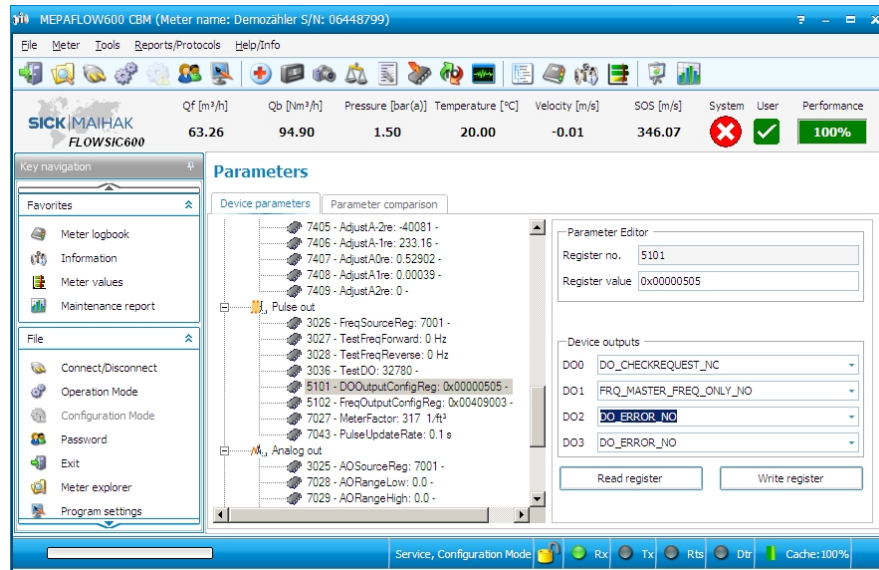 MEPAFLOW600 CBM (Meter name: Demozähler S/N: 06448799)
File Meter Tools Reports/Protocols Help/Info
Qf [m³/h] Qb [Nm³/h] Pressure [bar(a)] Temperature [°C] Velocity [m/s] SOS [m/s] System User Performance
SICK MAIHAK
FLOWSIC600
63.26 94.90 1.50 20.00 -0.01 346.07 100%
Key navigation
Favorites
Meter logbook
Information
Meter values
Maintenance report
File
Connect/Disconnect
Operation Mode
Configuration Mode
Password
Exit
Meter explorer
Program settings
Parameters
Device parameters Parameter comparison
7405 - AdjustA-2re: -40081 -
7406 - AdjustA-1re: 233.16 -
7407 - AdjustA0re: 0.52902 -
7408 - AdjustA1re: 0.00039 -
7409 - AdjustA2re: 0 -
Pulse out
3026 - FreqSourceReg: 7001 -
3027 - TestFreqForward: 0 Hz
3028 - TestFreqReverse: 0 Hz
3036 - TestDO: 32780 -
5101 - DOOutputConfigReg: 0x00000505 -
5102 - FreqOutputConfigReg: 0x00409003 -
7027 - MeterFactor: 317 1/ft³
7043 - PulseUpdateRate: 0.1 s
Analog out
3025 - AOSourceReg: 7001 -
7028 - AORangeLow: 0.0 -
7029 - AORangeHigh: 0.0 -
Parameter Editor
Register no. 5101
Register value 0x00000505
Device outputs
DO0 DO_CHECKREQUEST_NC
DO1 FRQ_MASTER_FREQ_ONLY_NO
DO2 DO_ERROR_NO
DO3 DO_ERROR_NO
Read register Write register
Service, Configuration Mode Rx Tx Rts Dtr Cache:100%